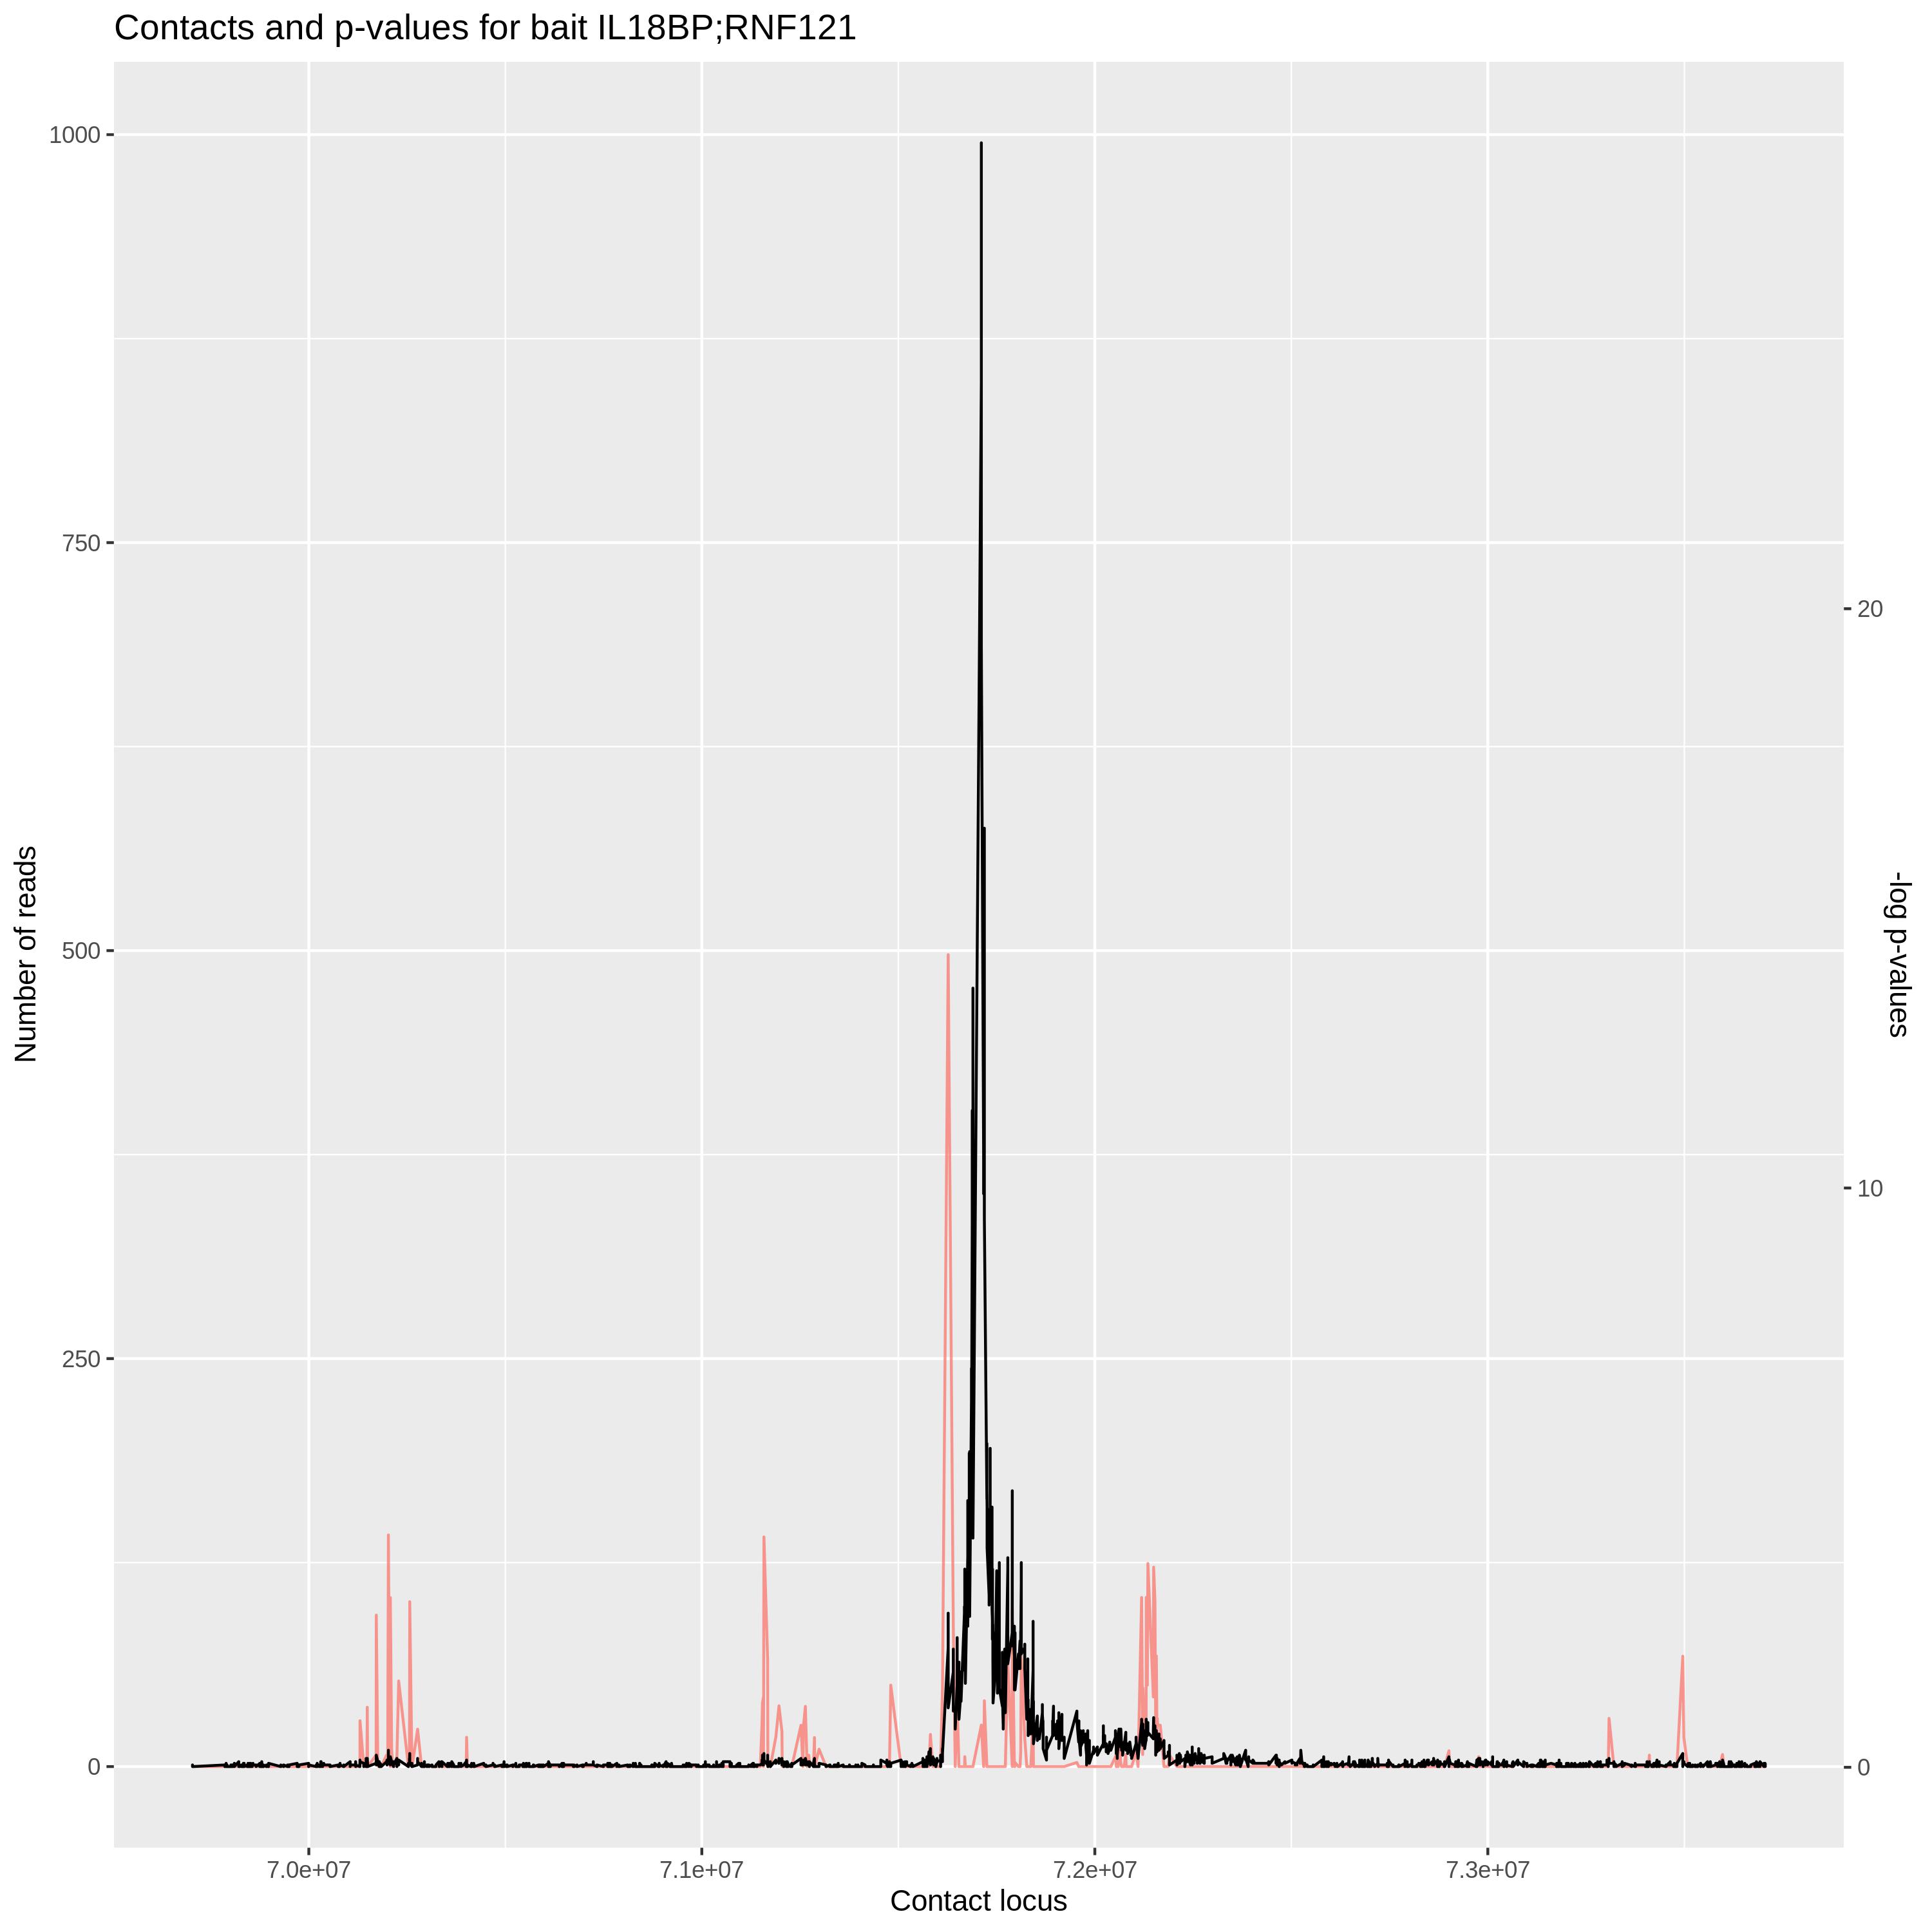 Contacts and p-values for bait IL18BP;RNF121
1000
750
500
250
0
Number of reads
20
10
0
-log p-values
7.0e+07
7.1e+07
7.2e+07
7.3e+07
Contact locus